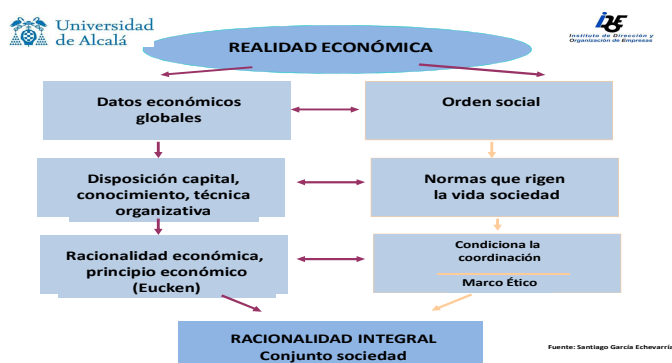 Universidad
de Alcalá
IDOE
Instituto de Dirección y
Organización de Empresas
REALIDAD ECONÓMICA
Datos económicos
globales
Orden social
Disposición capital,
conocimiento, técnica
organizativa
Normas que rigen
la vida sociedad
Racionalidad económica,
principio económico
(Eucken)
Condiciona la
coordinación
Marco Ético
RACIONALIDAD INTEGRAL
Conjunto sociedad
Fuente: Santiago García Echevarría